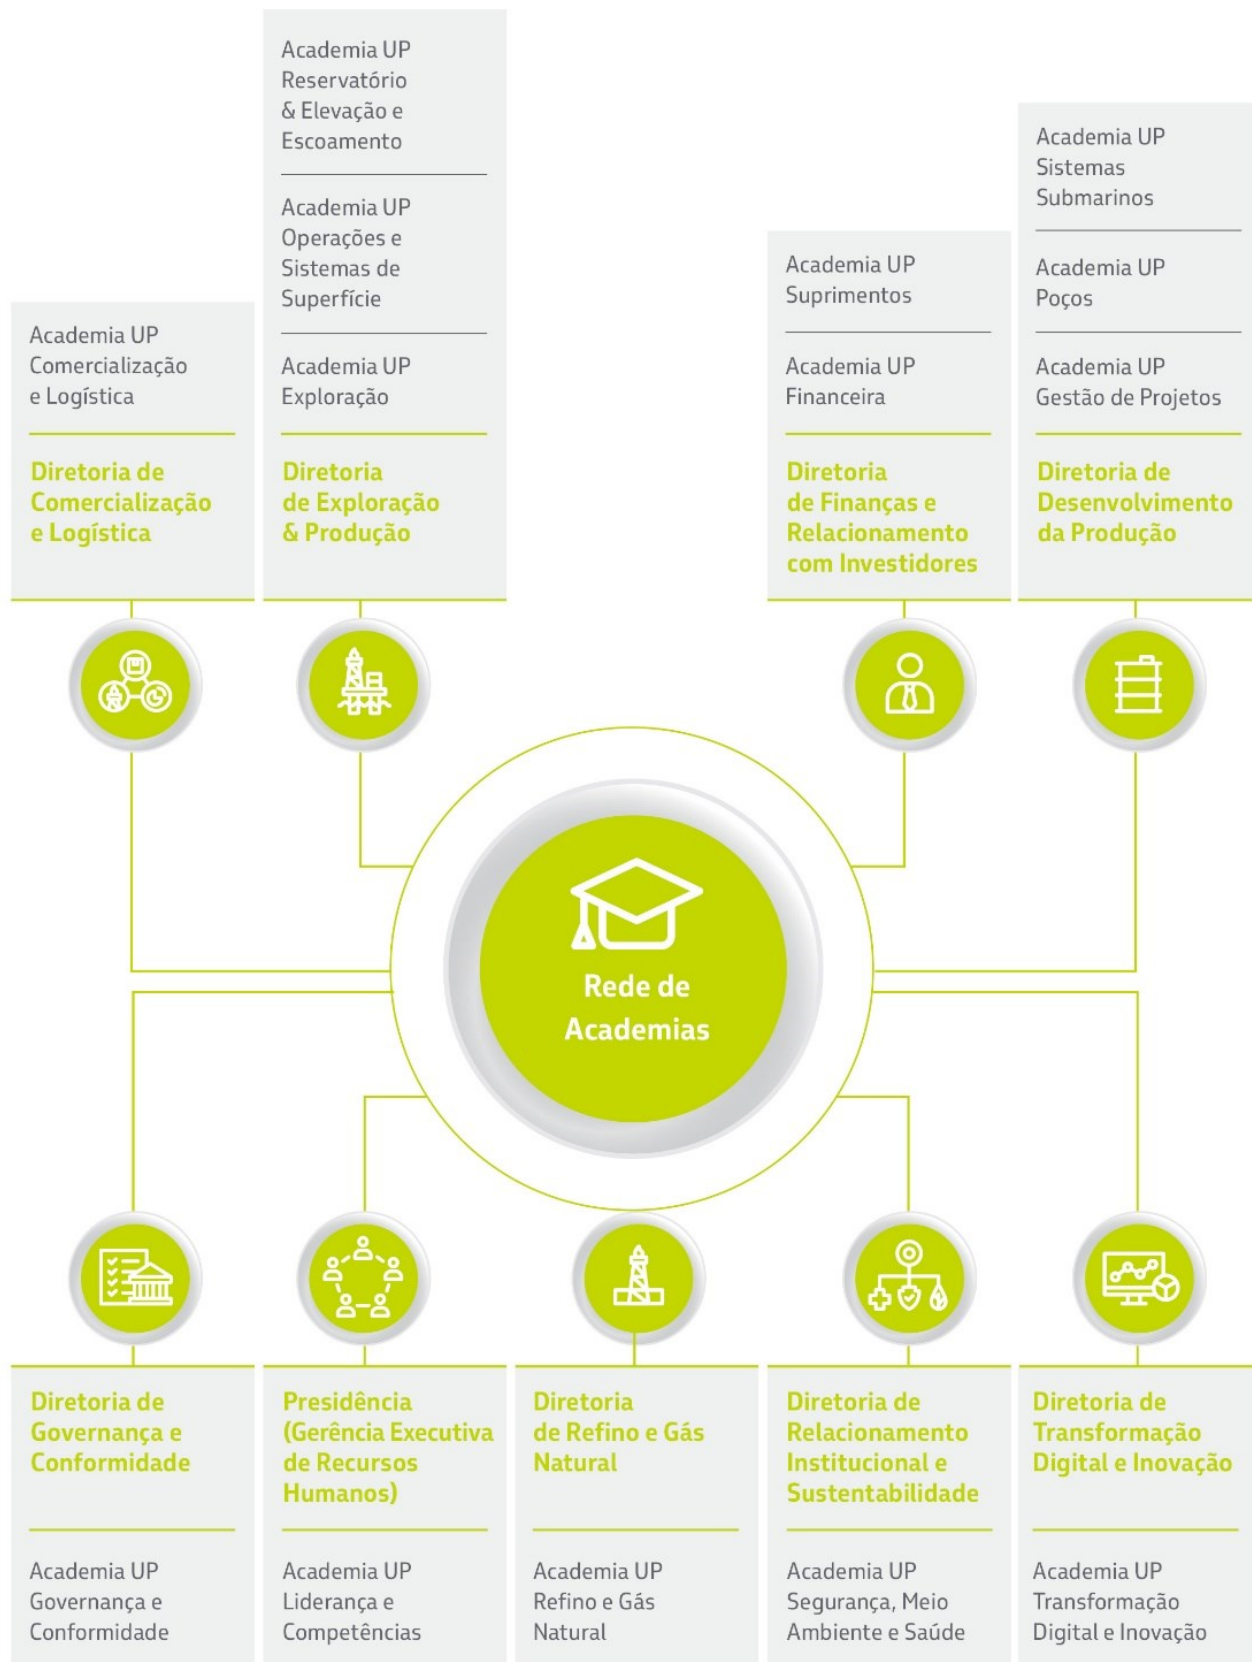 Academia UP
Comercialização
e Logística
Diretoria de
Comercialização
e Logística
Academia UP
Reservatório
& Elevação e
Escoamento
Academia UP
Operações e
Sistemas de
Superfície
Academia UP
Exploração
Diretoria
de Exploração
& Produção
Academia UP
Suprimentos
Academia UP
Financeira
Diretoria
de Finanças e
Relacionamento
com Investidores
Academia UP
Sistemas
Submarinos
Academia UP
Poços
Academia UP
Gestão de Projetos
Diretoria de
Desenvolvimento
da Produção
Rede de
Academias
Diretoria de
Governança e
Conformidade
Academia UP
Governança e
Conformidade
Presidência
(Gerência Executiva
de Recursos
Humanos)
Academia UP
Liderança e
Competências
Diretoria
de Refino e Gás
Natural
Academia UP
Refino e Gás
Natural
Diretoria de
Relacionamento
Institucional e
Sustentabilidade
Academia UP
Segurança, Meio
Ambiente e Saúde
Diretoria de
Transformação
Digital e Inovação
Academia UP
Transformação
Digital e Inovação